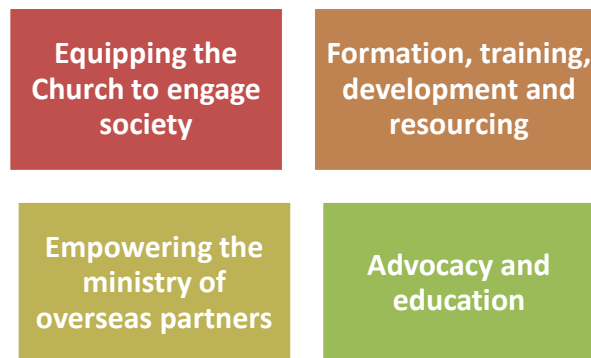 Equipping the
Church to engage
society
Formation, training,
development and
resourcing
Empowering the
ministry of
overseas partners
Advocacy and
education